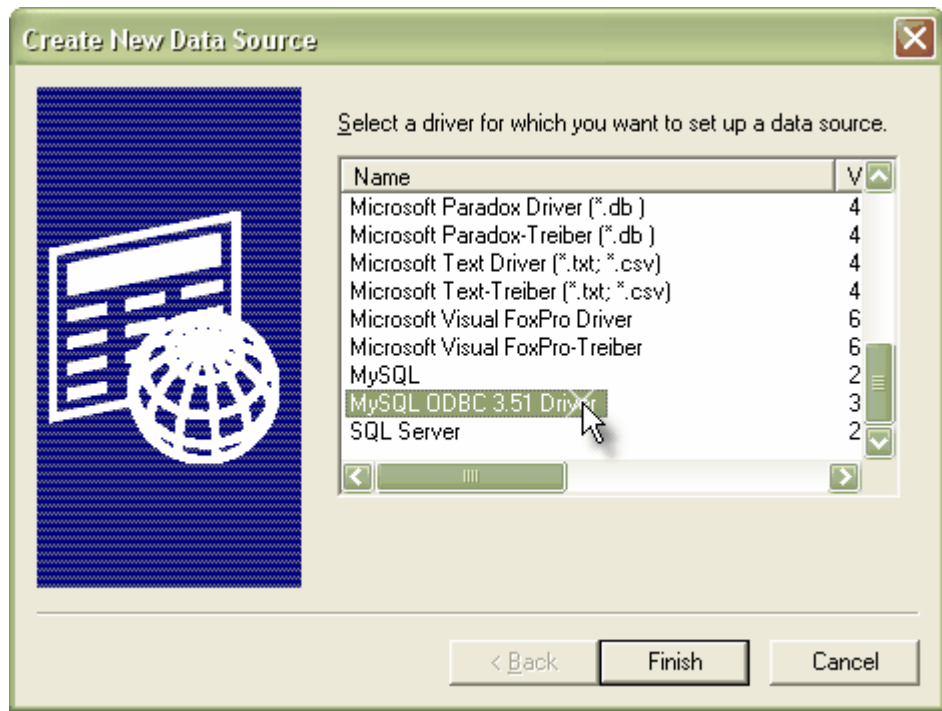 Create New Data Source
Select a driver for which you want to set up a data source.
Name V
Microsoft Paradox Driver (*.db ) 4
Microsoft Paradox-Treiber (*.db ) 4
Microsoft Text Driver (*.txt; *.csv) 4
Microsoft Text-Treiber (*.txt; *.csv) 4
Microsoft Visual FoxPro Driver 6
Microsoft Visual FoxPro-Treiber 6
MySQL 2
MySQL ODBC 3.51 Driver 3
SQL Server 2
< Back Finish Cancel